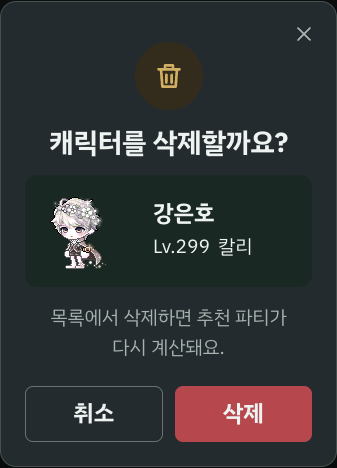 캐릭터를 삭제할까요?
강은호
Lv.299 칼리
목록에서 삭제하면 추천 파티가
다시 계산돼요.
취소
삭제